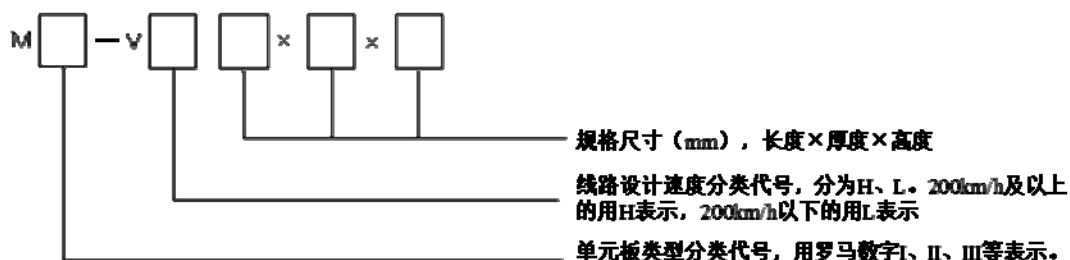 M□—V□ □×□×□
规格尺寸（mm），长度×厚度×高度
线路设计速度分类代号，分为H、L。200km/h及以上
的用H表示，200km/h以下的用L表示
单元板类型分类代号，用罗马数字I、II、III等表示。